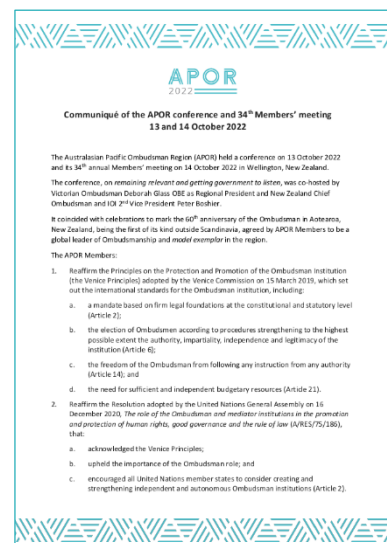 APOR
2022
Communiqué of the APOR conference and 34th Members' meeting
13 and 14 October 2022
The Australasian Pacific Ombudsman Region (APOR) held a conference on 13 October 2022
and its 34th annual Members' meeting on 14 October 2022 in Wellington, New Zealand.
The conference, on remaining relevant and getting government to listen, was co-hosted by
Victorian Ombudsman Deborah Glass OBE as Regional President and New Zealand Chief
Ombudsman and IOI 2nd Vice President Peter Boshier.
It coincided with celebrations to mark the 60th anniversary of the Ombudsman in Aotearoa,
New Zealand, being the first of its kind outside Scandinavia, agreed by APOR Members to be a
global leader of Ombudsmanship and model exemplar in the region.
The APOR Members:
1. Reaffirm the Principles on the Protection and Promotion of the Ombudsman Institution
(the Venice Principles) adopted by the Venice Commission on 15 March 2019, which set
out the international standards for the Ombudsman institution, including:
a. a mandate based on firm legal foundations at the constitutional and statutory level
(Article 2);
b. the election of Ombudsmen according to procedures strengthening to the highest
possible extent the authority, impartiality, independence and legitimacy of the
institution (Article 6);
c. the freedom of the Ombudsman from following any instruction from any authority
(Article 14); and
d. the need for sufficient and independent budgetary resources (Article 21).
2. Reaffirm the Resolution adopted by the United Nations General Assembly on 16
December 2020, The role of the Ombudsman and mediator institutions in the promotion
and protection of human rights, good governance and the rule of law (A/RES/75/186),
that:
a. acknowledged the Venice Principles;
b. upheld the importance of the Ombudsman role; and
c. encouraged all United Nations member states to consider creating and
strengthening independent and autonomous Ombudsman institutions (Article 2).